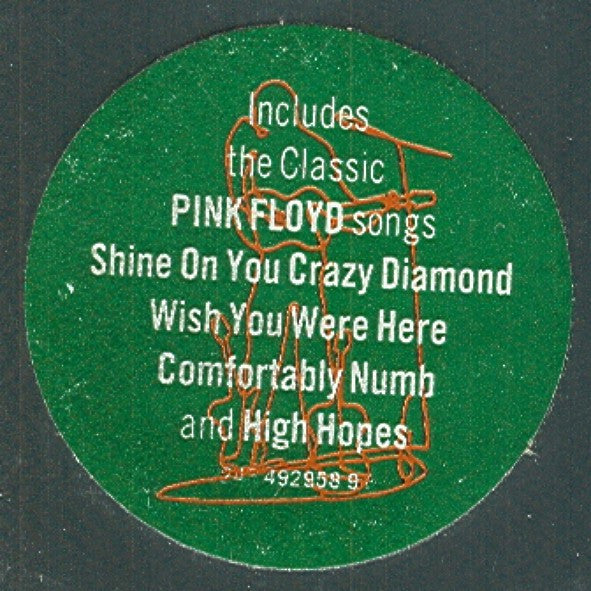 Includes
the Classic
PINK FLOYD songs
Shine On You Crazy Diamond
Wish You Were Here
Comfortably Numb
and High Hopes
492958 9